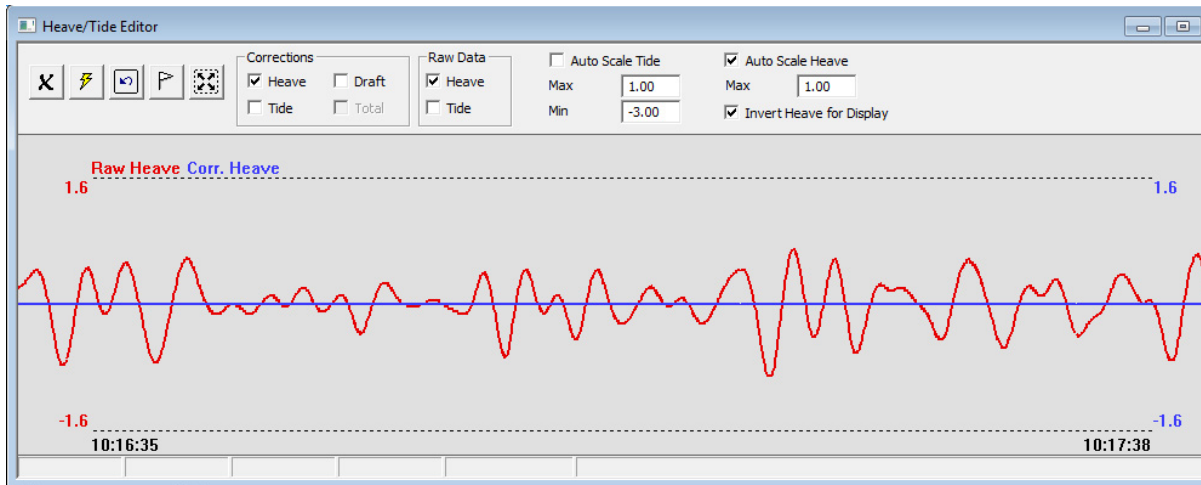 Heave/Tide Editor
Corrections
Heave
Draft
Tide
Total
Raw Data
Heave
Tide
Auto Scale Tide
Max 1.00
Min -3.00
Auto Scale Heave
Max 1.00
Invert Heave for Display
Raw Heave Corr. Heave
1.6 1.6
-1.6 -1.6
10:16:35 10:17:38